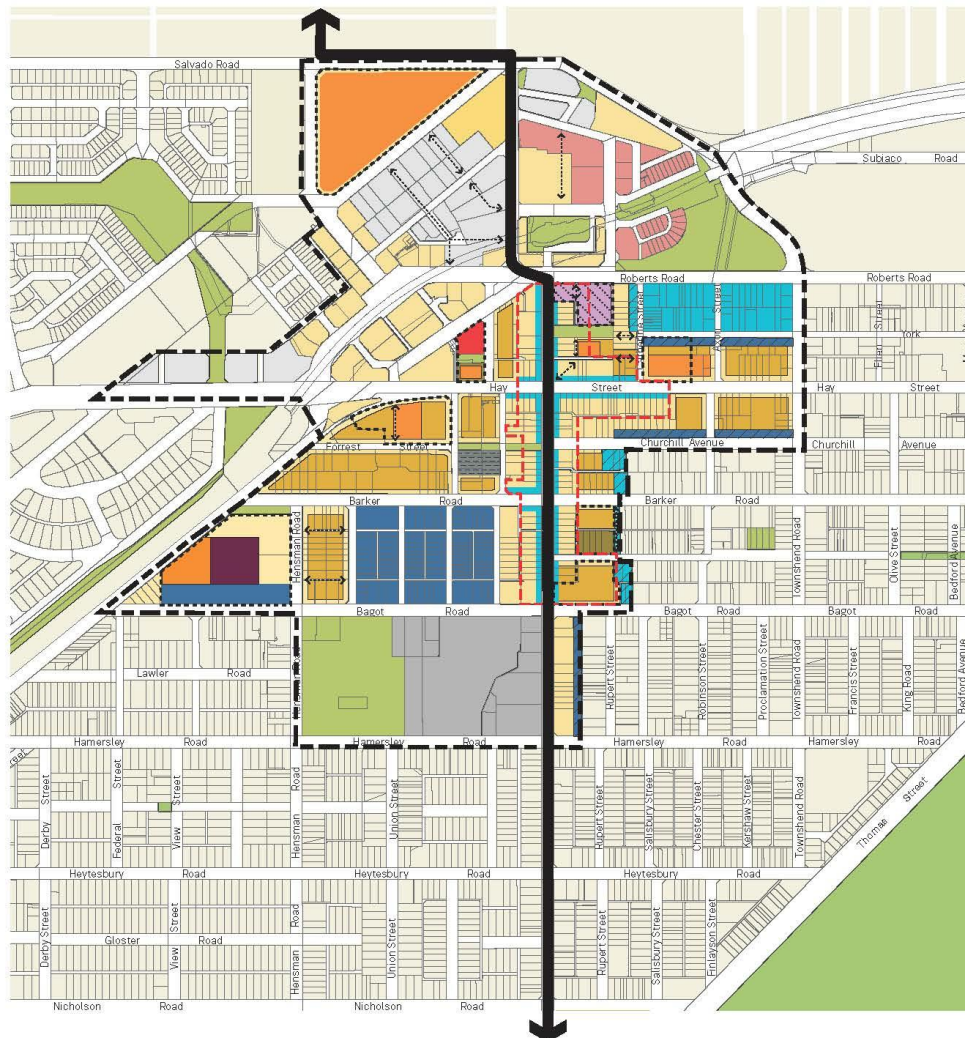 Salvado Road
Subiaco Road
Roberts Road
Roberts Road
York
Hay Street
Hay Street
Churchill Avenue
Churchill Avenue
Forrest Street
Barker Road
Barker Road
Hensman Road
Townshend Road
Olive Street
Bedford Avenue
Bagot Road
Bagot Road
Bagot Road
Lawler Road
Rupert Street
Robinson Street
Proclamation Street
Townshend Road
Francis Street
King Road
Bedford Avenue
Hamersley Road
Hamersley Road
Hamersley Road
Hamersley Road
Derby Street
Federal Street
View Street
Hensman Road
Union Street
Rupert Street
Salisbury Street
Chester Street
Kershaw Street
Townshend Road
Thomas Street
Heytesbury Road
Heytesbury Road
Heytesbury Road
Derby Street
View Street
Gloster Road
Hensman Road
Union Street
Rupert Street
Salisbury Street
Finlayson Street
Nicholson Road
Nicholson Road